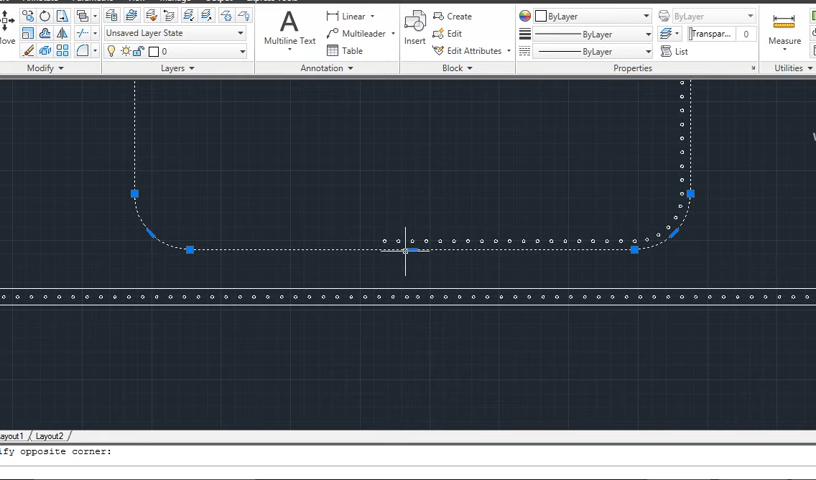 Move
Modify
Unsaved Layer State
0
Layers
A
Multiline Text
Linear
Multileader
Table
Annotation
Insert
Create
Edit
Edit Attributes
Block
ByLayer
ByLayer
ByLayer
ByLayer
Transpar... 0
List
Properties
Measure
Utilities
Layout1 Layout2
ify opposite corner: